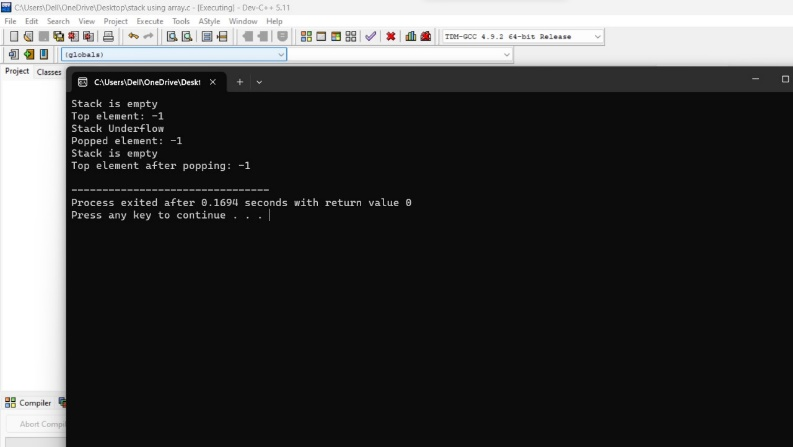 C:\Users\Dell\OneDrive\Desktop\stack using array.c - [Executing] - Dev-C++ 5.11
File Edit Search View Project Execute Tools AStyle Window Help
TDM-GCC 4.9.2 64-bit Release
(globals)
Project Classes
C:\Users\Dell\OneDrive\Deskt
Stack is empty
Top element: -1
Stack Underflow
Popped element: -1
Stack is empty
Top element after popping: -1
--------------------------------
Process exited after 0.1694 seconds with return value 0
Press any key to continue . . .
Compiler
Abort Compi